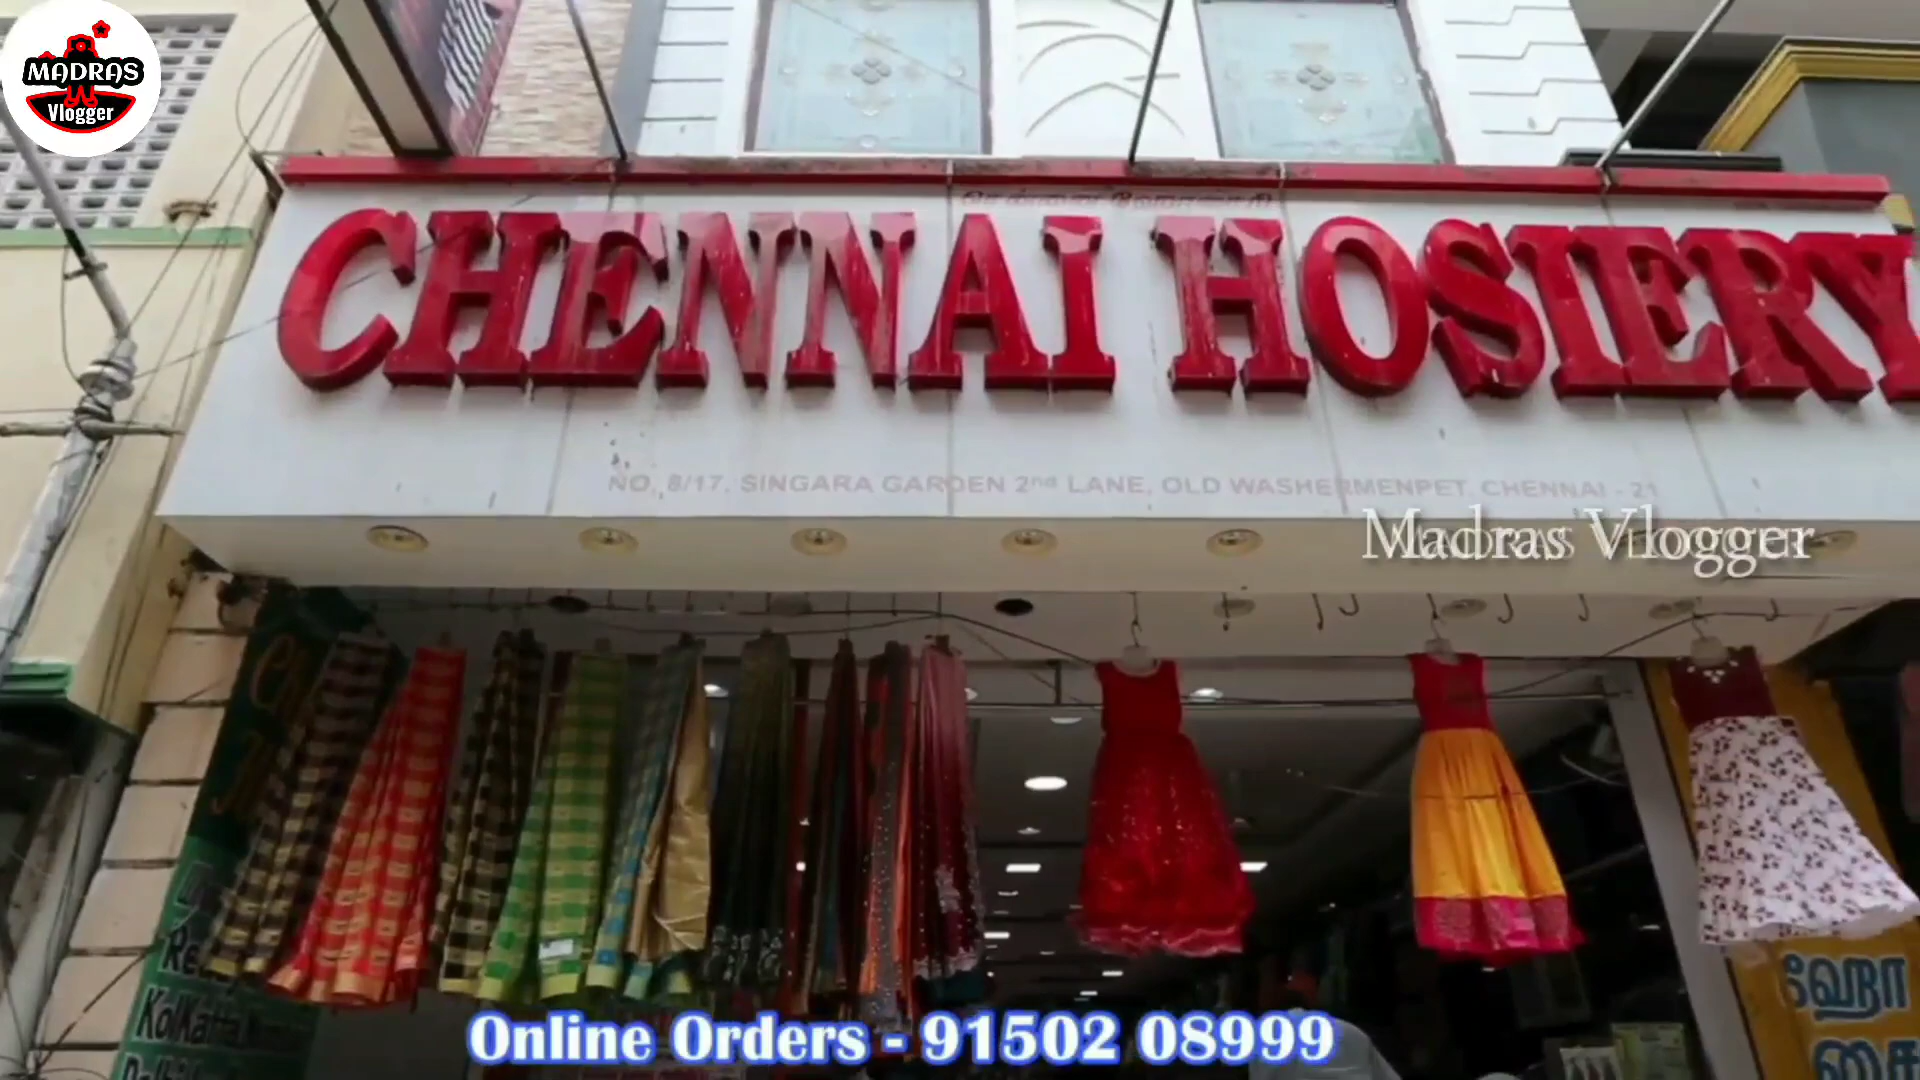 MADRAS
Vlogger
CHENNAI HOSIERY
NO. 8/17, SINGARA GARDEN 2nd LANE, OLD WASHERMENPET, CHENNAI - 21
Madras Vlogger
ஹோ
Online Orders - 91502 08999